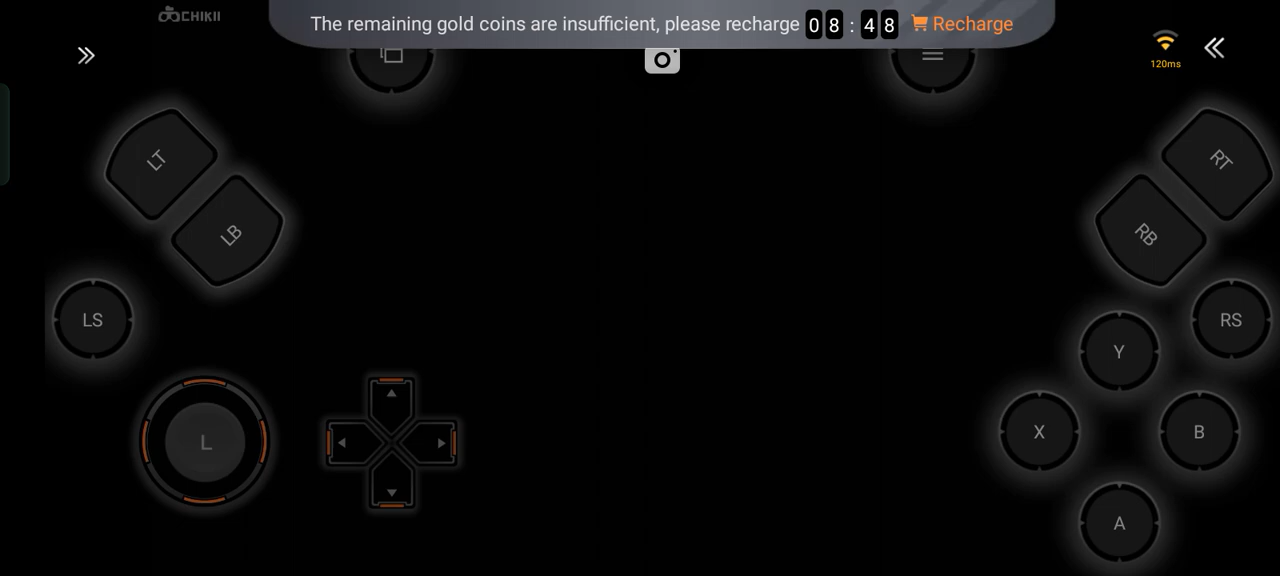 CHIKII
The remaining gold coins are insufficient, please recharge 08:48 Recharge
120ms
LT
RT
LB
RB
LS
RS
Y
X
B
L
A